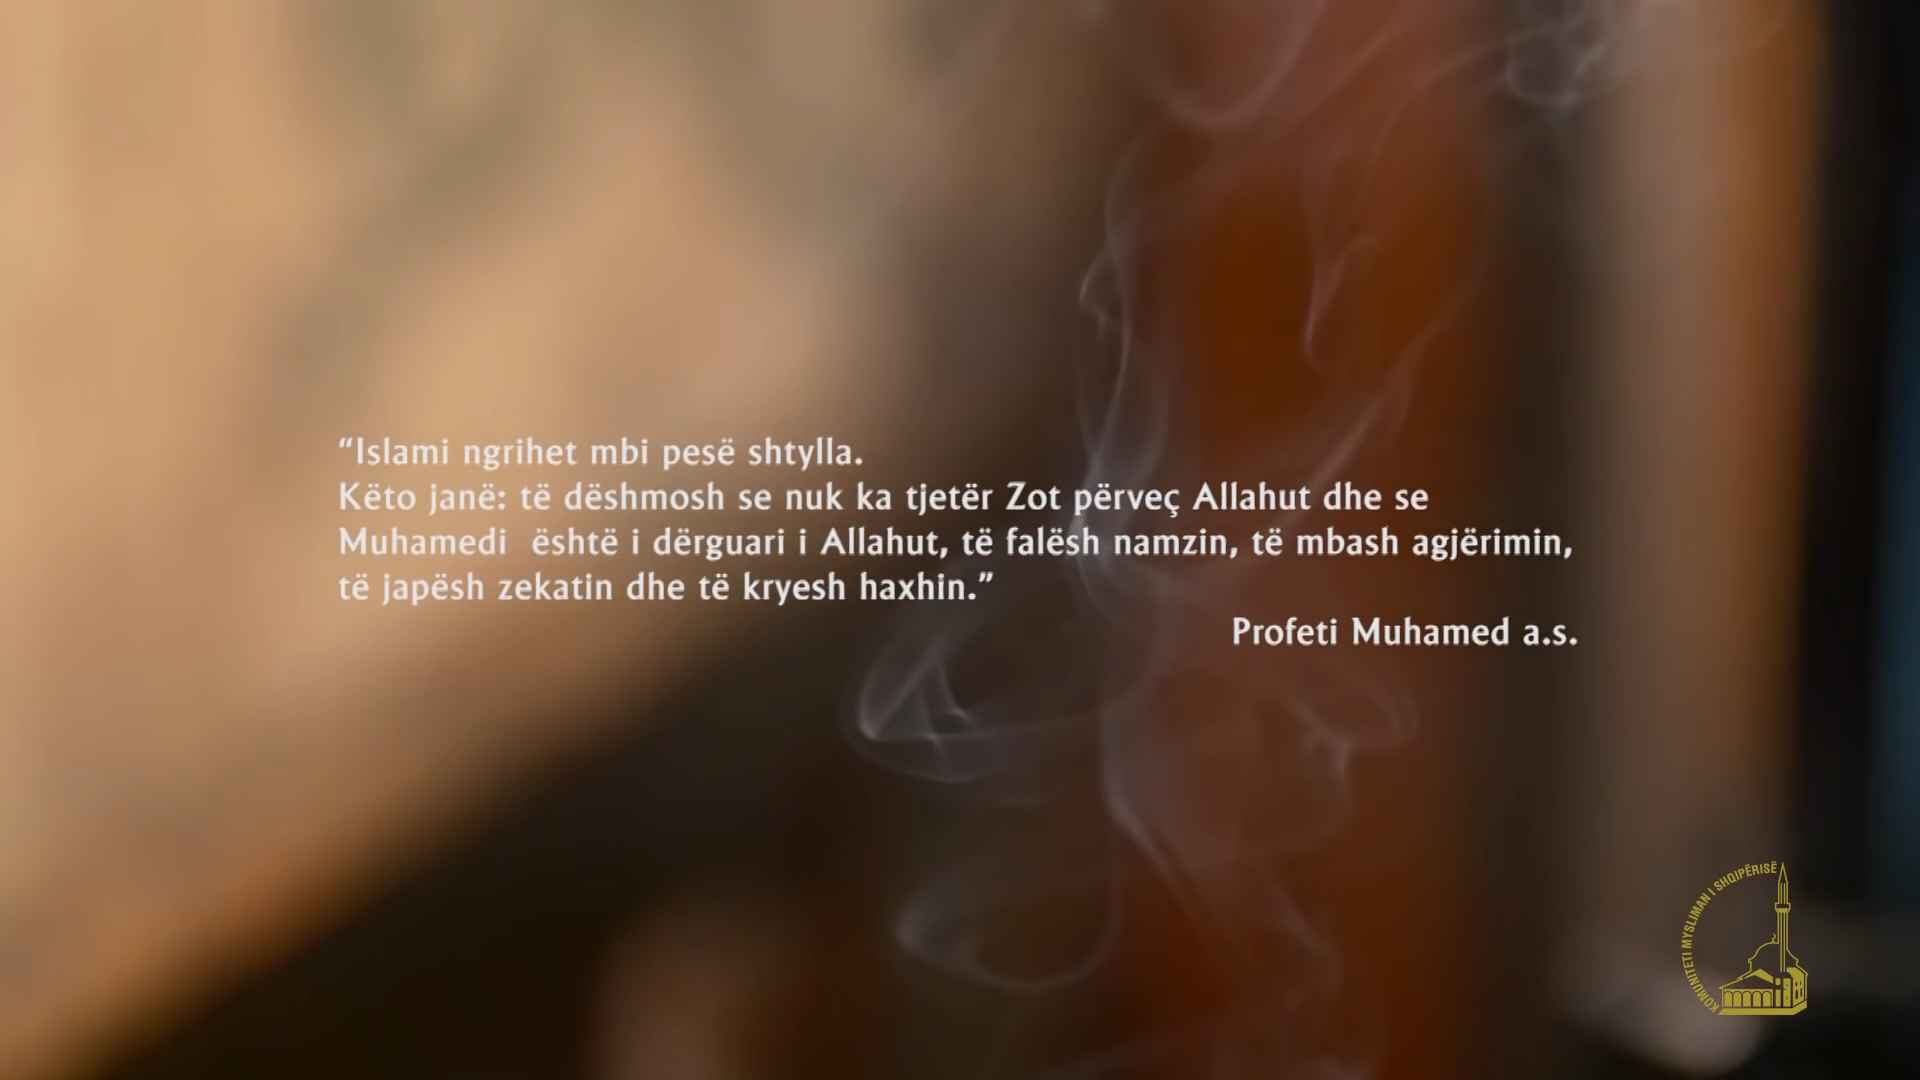 “Islami ngrihet mbi pesë shtylla.
Këto janë: të dëshmosh se nuk ka tjetër Zot përveç Allahut dhe se
Muhamedi  është i dërguari i Allahut, të falësh namzin, të mbash agjërimin,
të japësh zekatin dhe të kryesh haxhin.”
Profeti Muhamed a.s.
KOMUNITETI MYSLIMAN I SHQIPËRISË